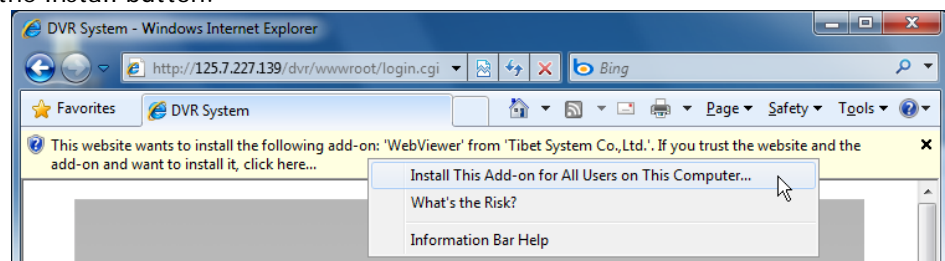 the Install button.
DVR System - Windows Internet Explorer
http://125.7.227.139/dvr/wwwroot/login.cgi
Bing
Favorites
DVR System
Page
Safety
Tools
This website wants to install the following add-on: 'WebViewer' from 'Tibet System Co.,Ltd.'. If you trust the website and the
add-on and want to install it, click here...
Install This Add-on for All Users on This Computer...
What's the Risk?
Information Bar Help